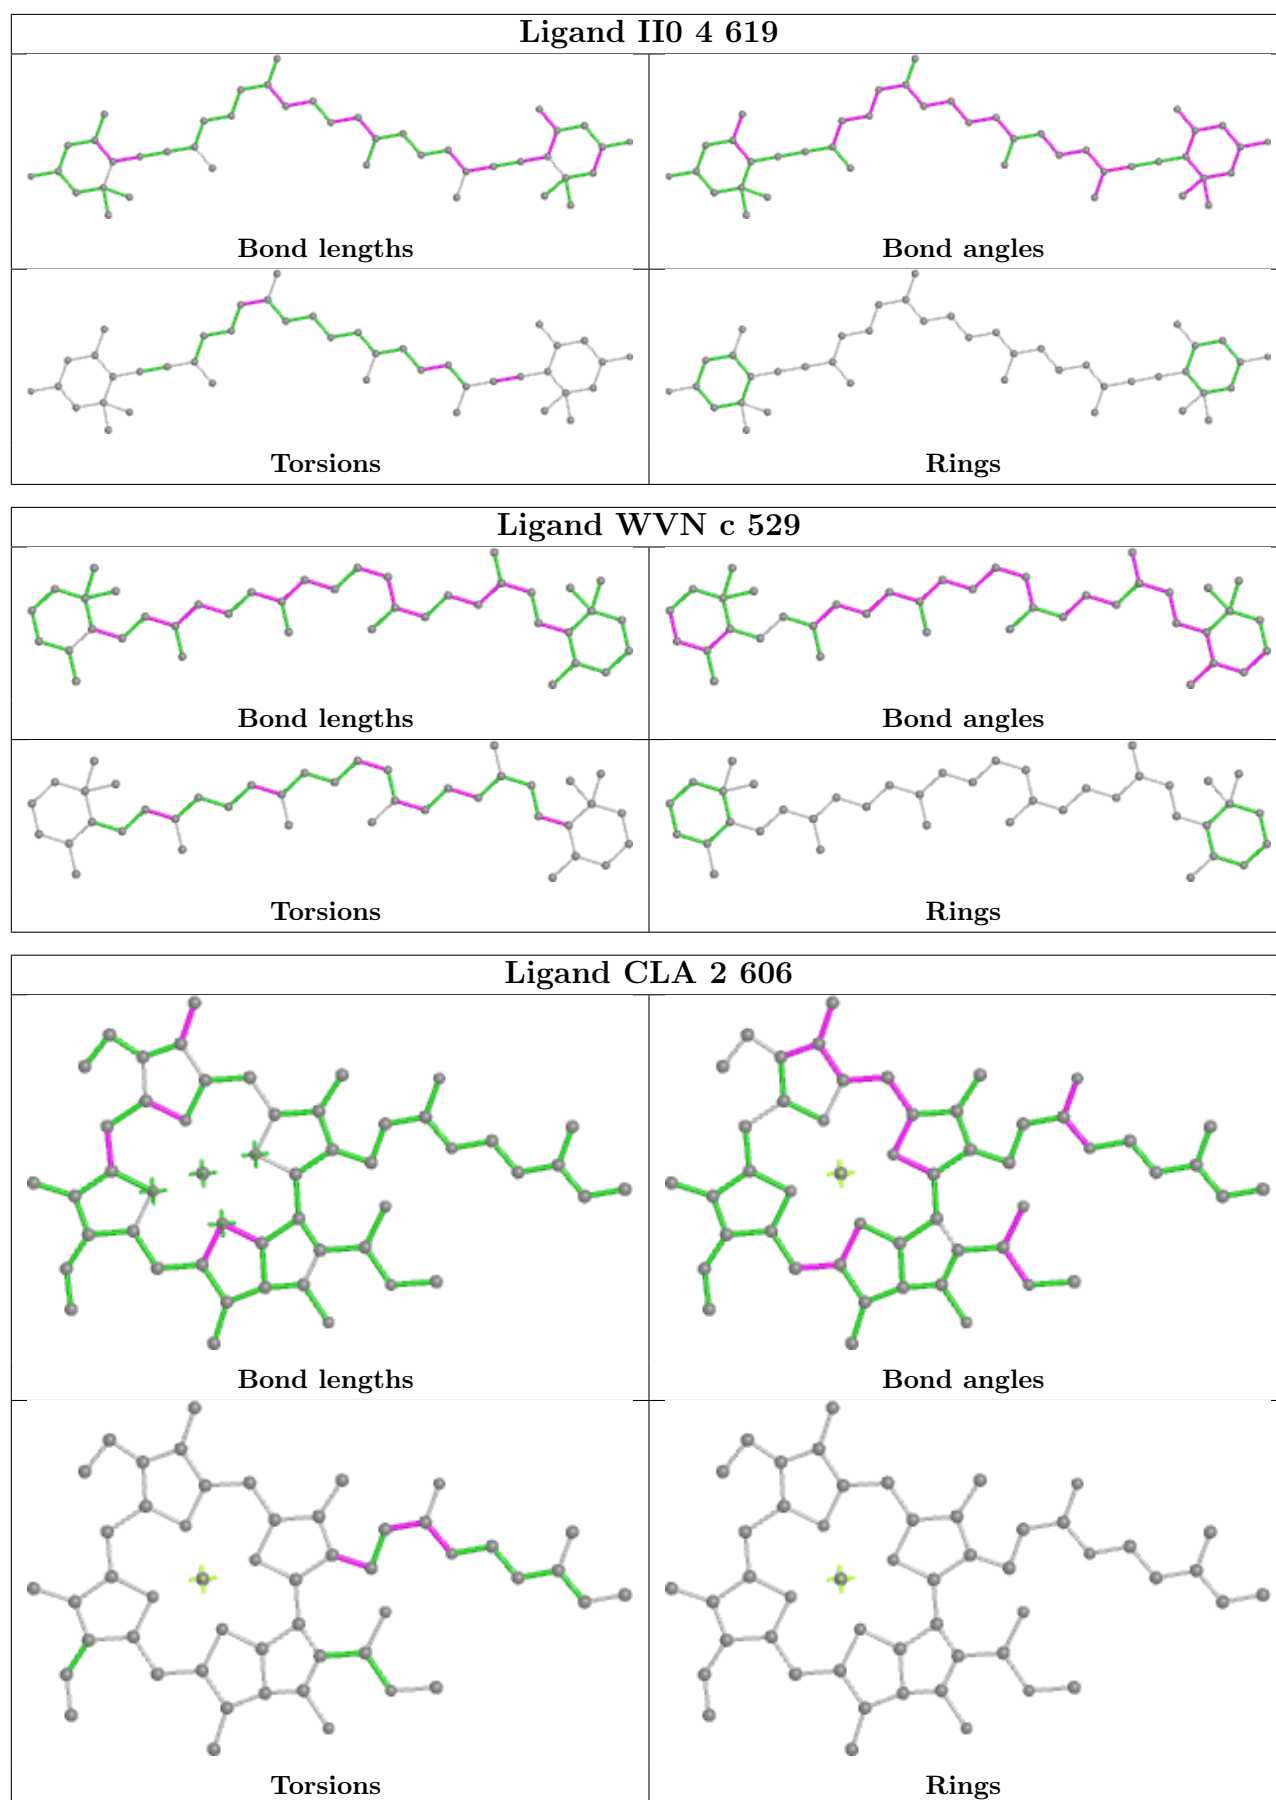 Ligand II0 4 619
Bond lengths
Bond angles
Torsions
Rings
Ligand WVN c 529
Bond lengths
Bond angles
Torsions
Rings
Ligand CLA 2 606
Bond lengths
Bond angles
Torsions
Rings